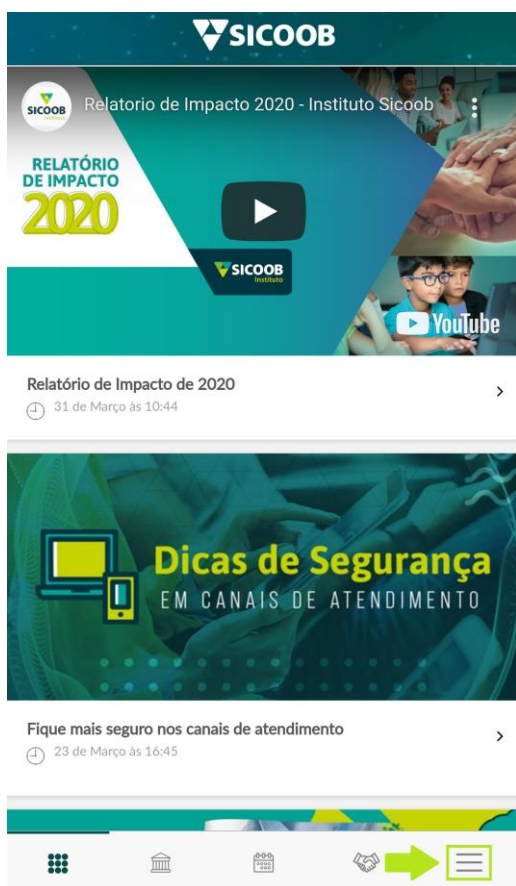 SICOOB
SICOOB
Instituto
Relatorio de Impacto 2020 - Instituto Sicoob
RELATÓRIO
DE IMPACTO
2020
SICOOB
Instituto
YouTube
Relatório de Impacto de 2020
31 de Março às 10:44
Dicas de Segurança
EM CANAIS DE ATENDIMENTO
Fique mais seguro nos canais de atendimento
23 de Março às 16:45